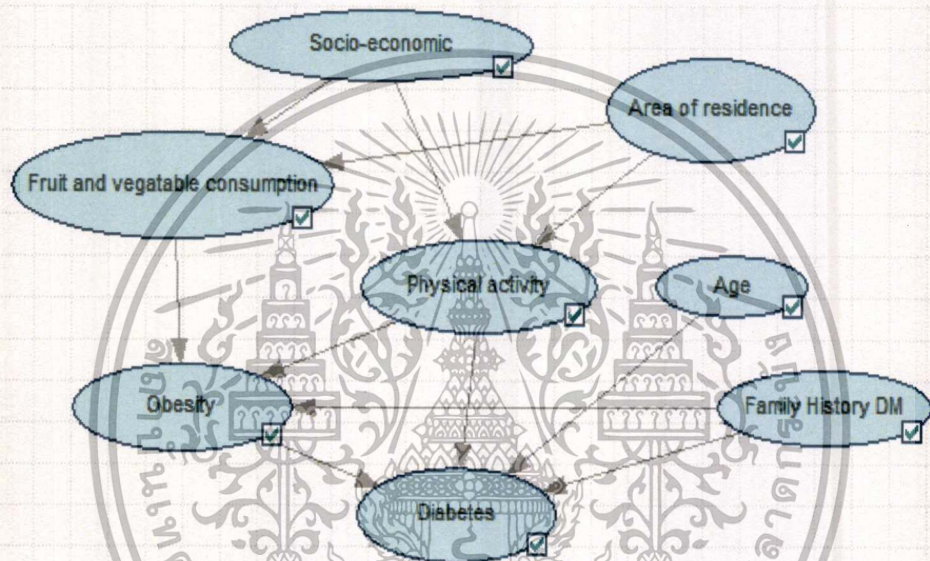 Socio-economic
Area of residence
Fruit and vegatable consumption
Physical activity
Age
Obesity
Family History DM
Diabetes